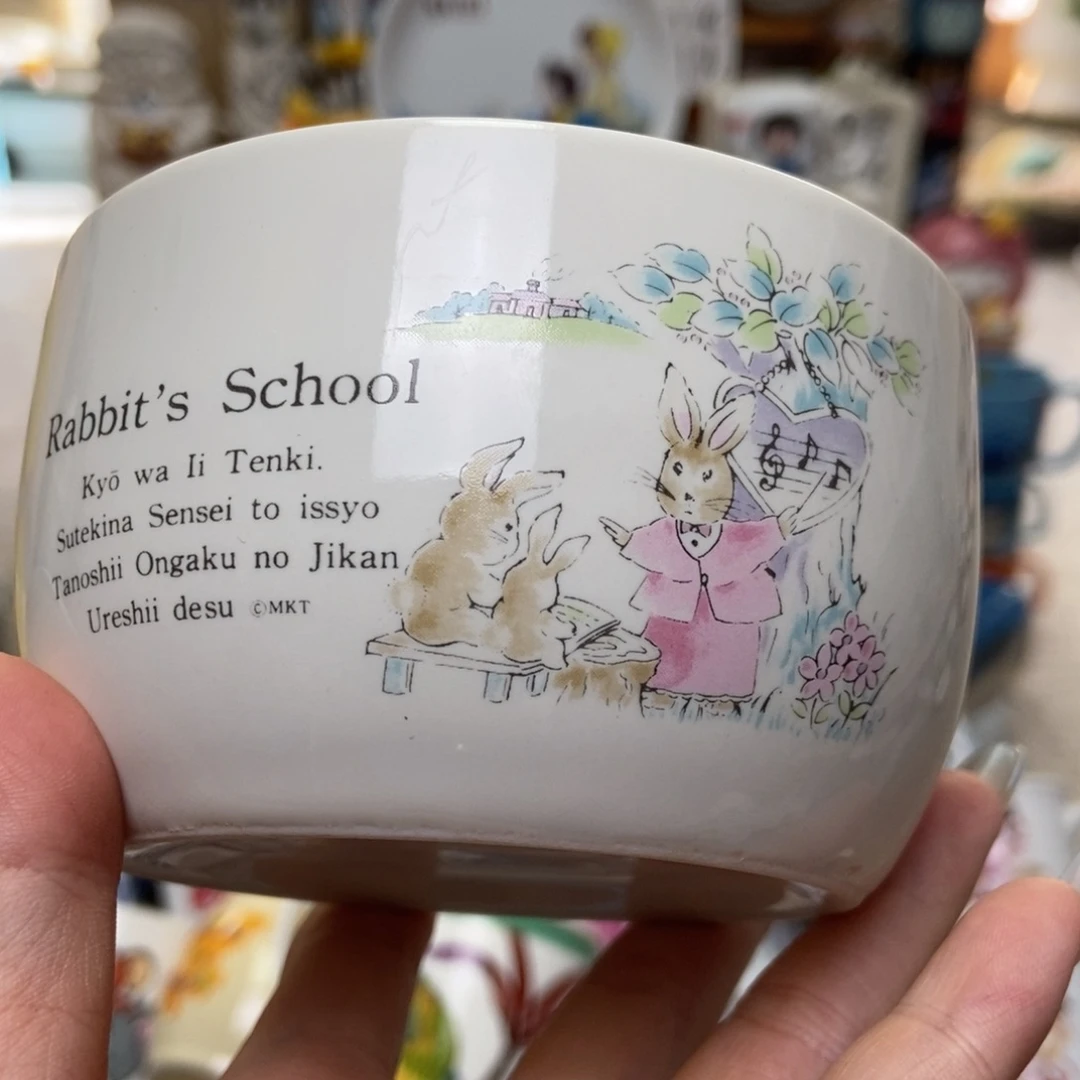 Rabbit's School
Kyō wa Ii Tenki.
Sutekina Sensei to issyo
Tanoshii Ongaku no Jikan
Ureshii desu ©MKT